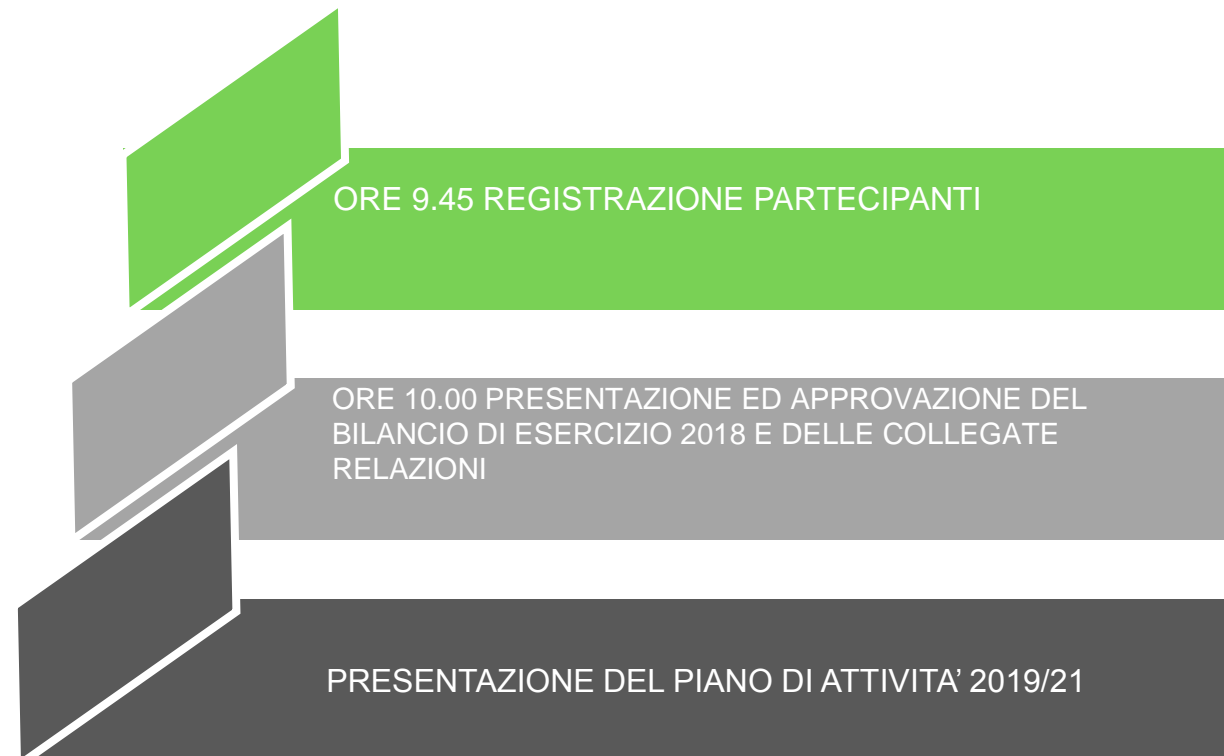 ORE 9.45 REGISTRAZIONE PARTECIPANTI
ORE 10.00 PRESENTAZIONE ED APPROVAZIONE DEL
BILANCIO DI ESERCIZIO 2018 E DELLE COLLEGATE
RELAZIONI
PRESENTAZIONE DEL PIANO DI ATTIVITA’ 2019/21